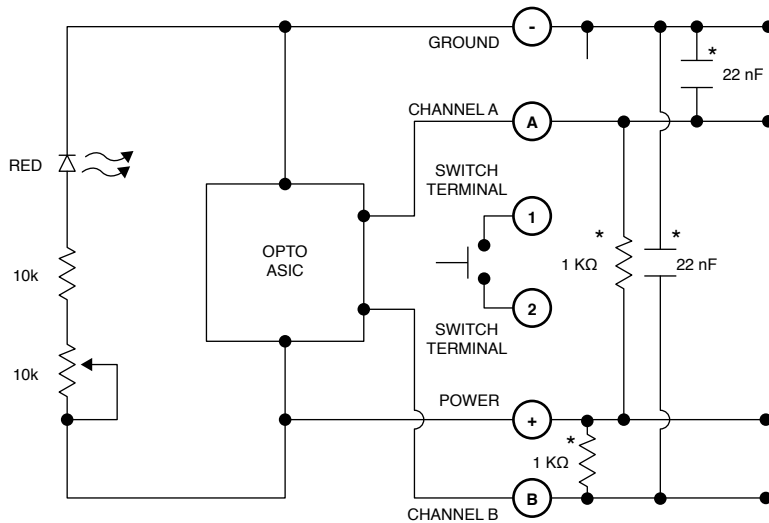 -
GROUND
*
22 nF
CHANNEL A
A
RED
SWITCH
TERMINAL
1
OPTO
ASIC
*
*
1 KΩ
22 nF
10k
2
SWITCH
TERMINAL
10k
POWER
+
*
1 KΩ
B
CHANNEL B